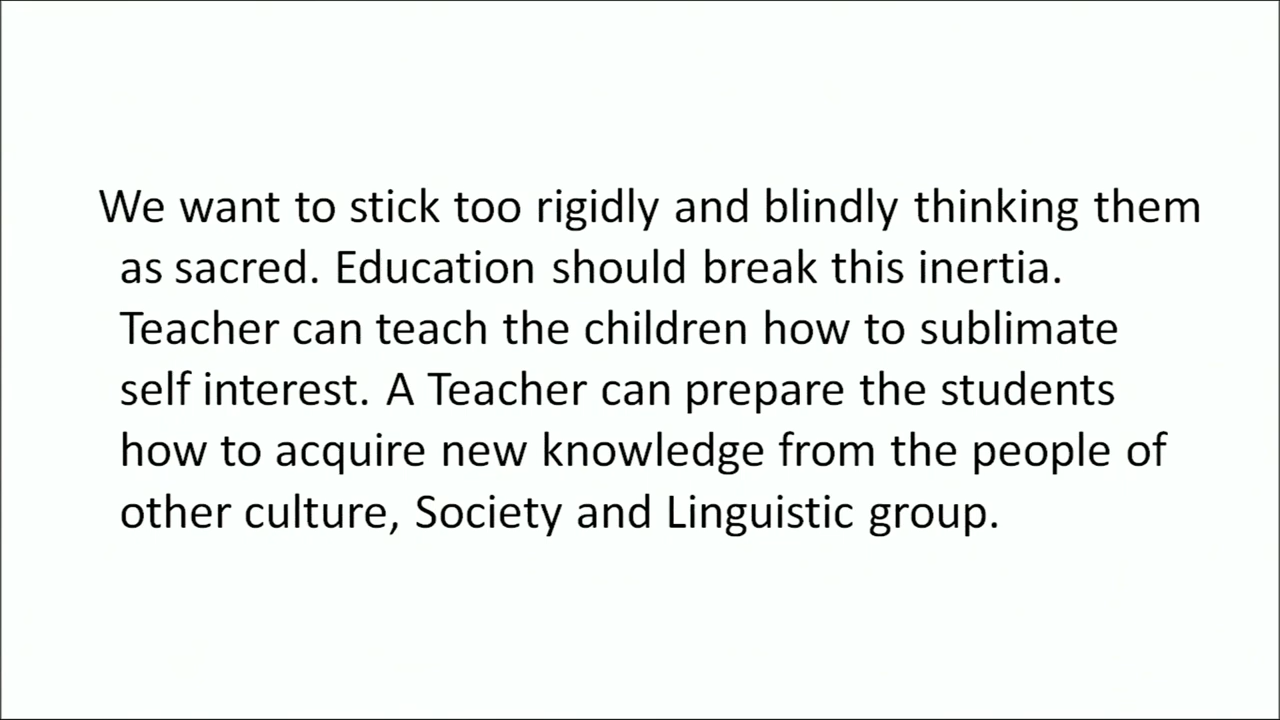 We want to stick too rigidly and blindly thinking them
as sacred. Education should break this inertia.
Teacher can teach the children how to sublimate
self interest. A Teacher can prepare the students
how to acquire new knowledge from the people of
other culture, Society and Linguistic group.